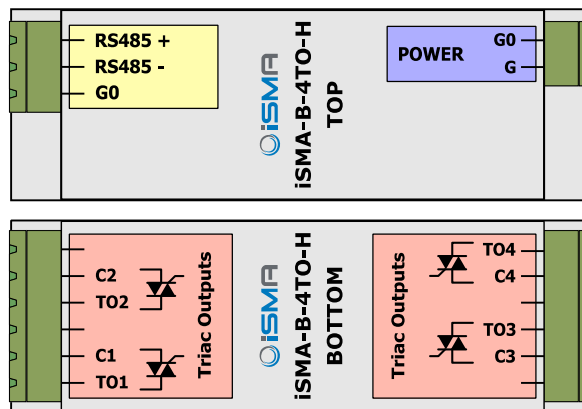 RS485 +
RS485 -
G0
iSMA
iSMA-B-4TO-H
TOP
POWER
G0
G
C2
TO2
C1
TO1
Triac Outputs
iSMA
iSMA-B-4TO-H
BOTTOM
Triac Outputs
TO4
C4
TO3
C3